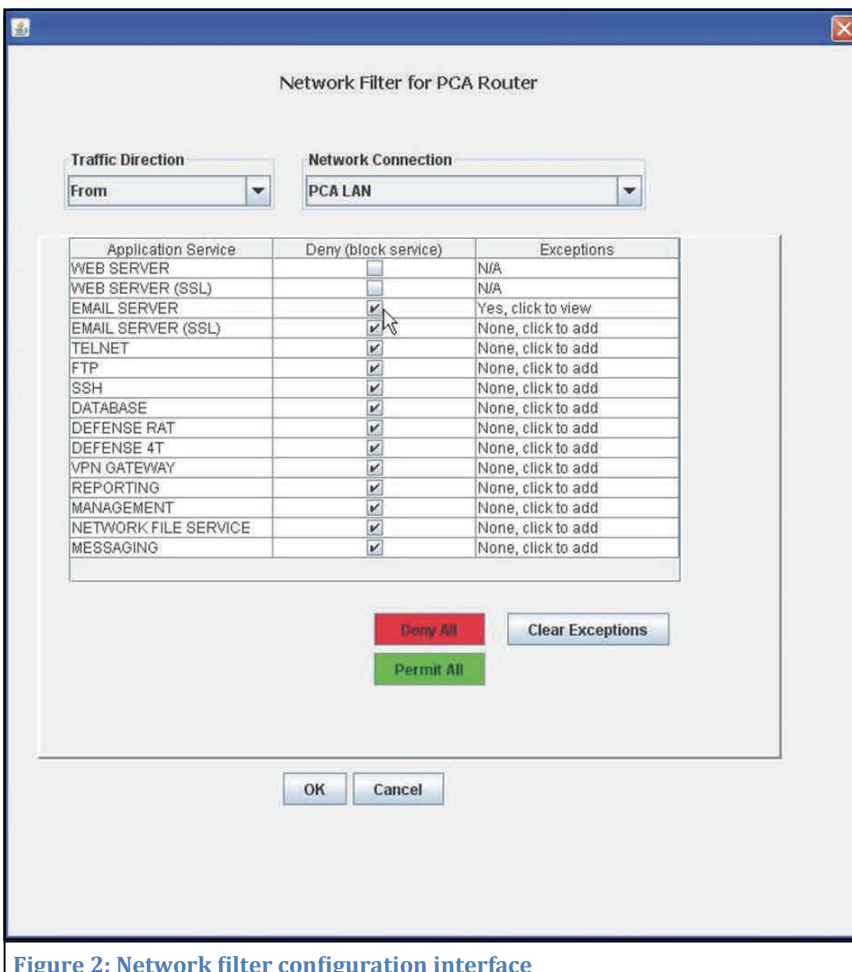 Network Filter for PCA Router
Traffic Direction Network Connection
From PCA LAN
Application Service Deny (block service) Exceptions
WEB SERVER N/A
WEB SERVER (SSL) N/A
EMAIL SERVER Yes, click to view
EMAIL SERVER (SSL) None, click to add
TELNET None, click to add
FTP None, click to add
SSH None, click to add
DATABASE None, click to add
DEFENSE RAT None, click to add
DEFENSE 4T None, click to add
VPN GATEWAY None, click to add
REPORTING None, click to add
MANAGEMENT None, click to add
NETWORK FILE SERVICE None, click to add
MESSAGING None, click to add
Deny All Clear Exceptions
Permit All
OK Cancel
Figure 2: Network filter configuration interface